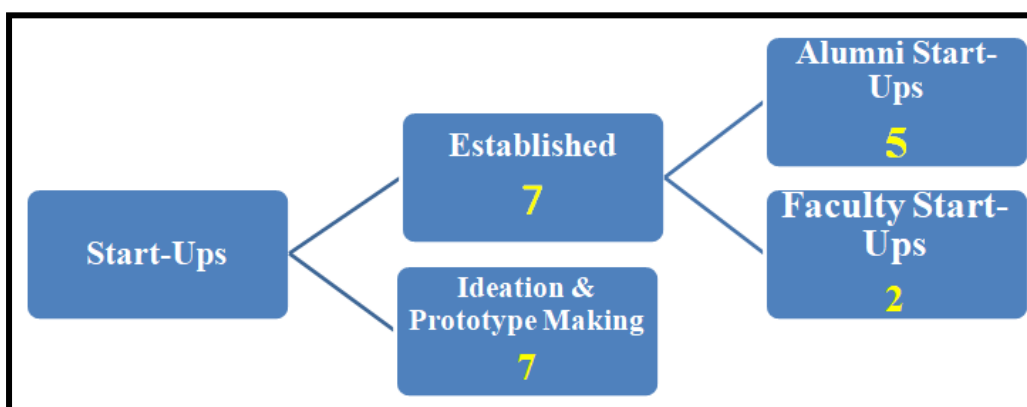 Start-Ups
Established
7
Ideation &
Prototype Making
7
Alumni Start-
Ups
5
Faculty Start-
Ups
2